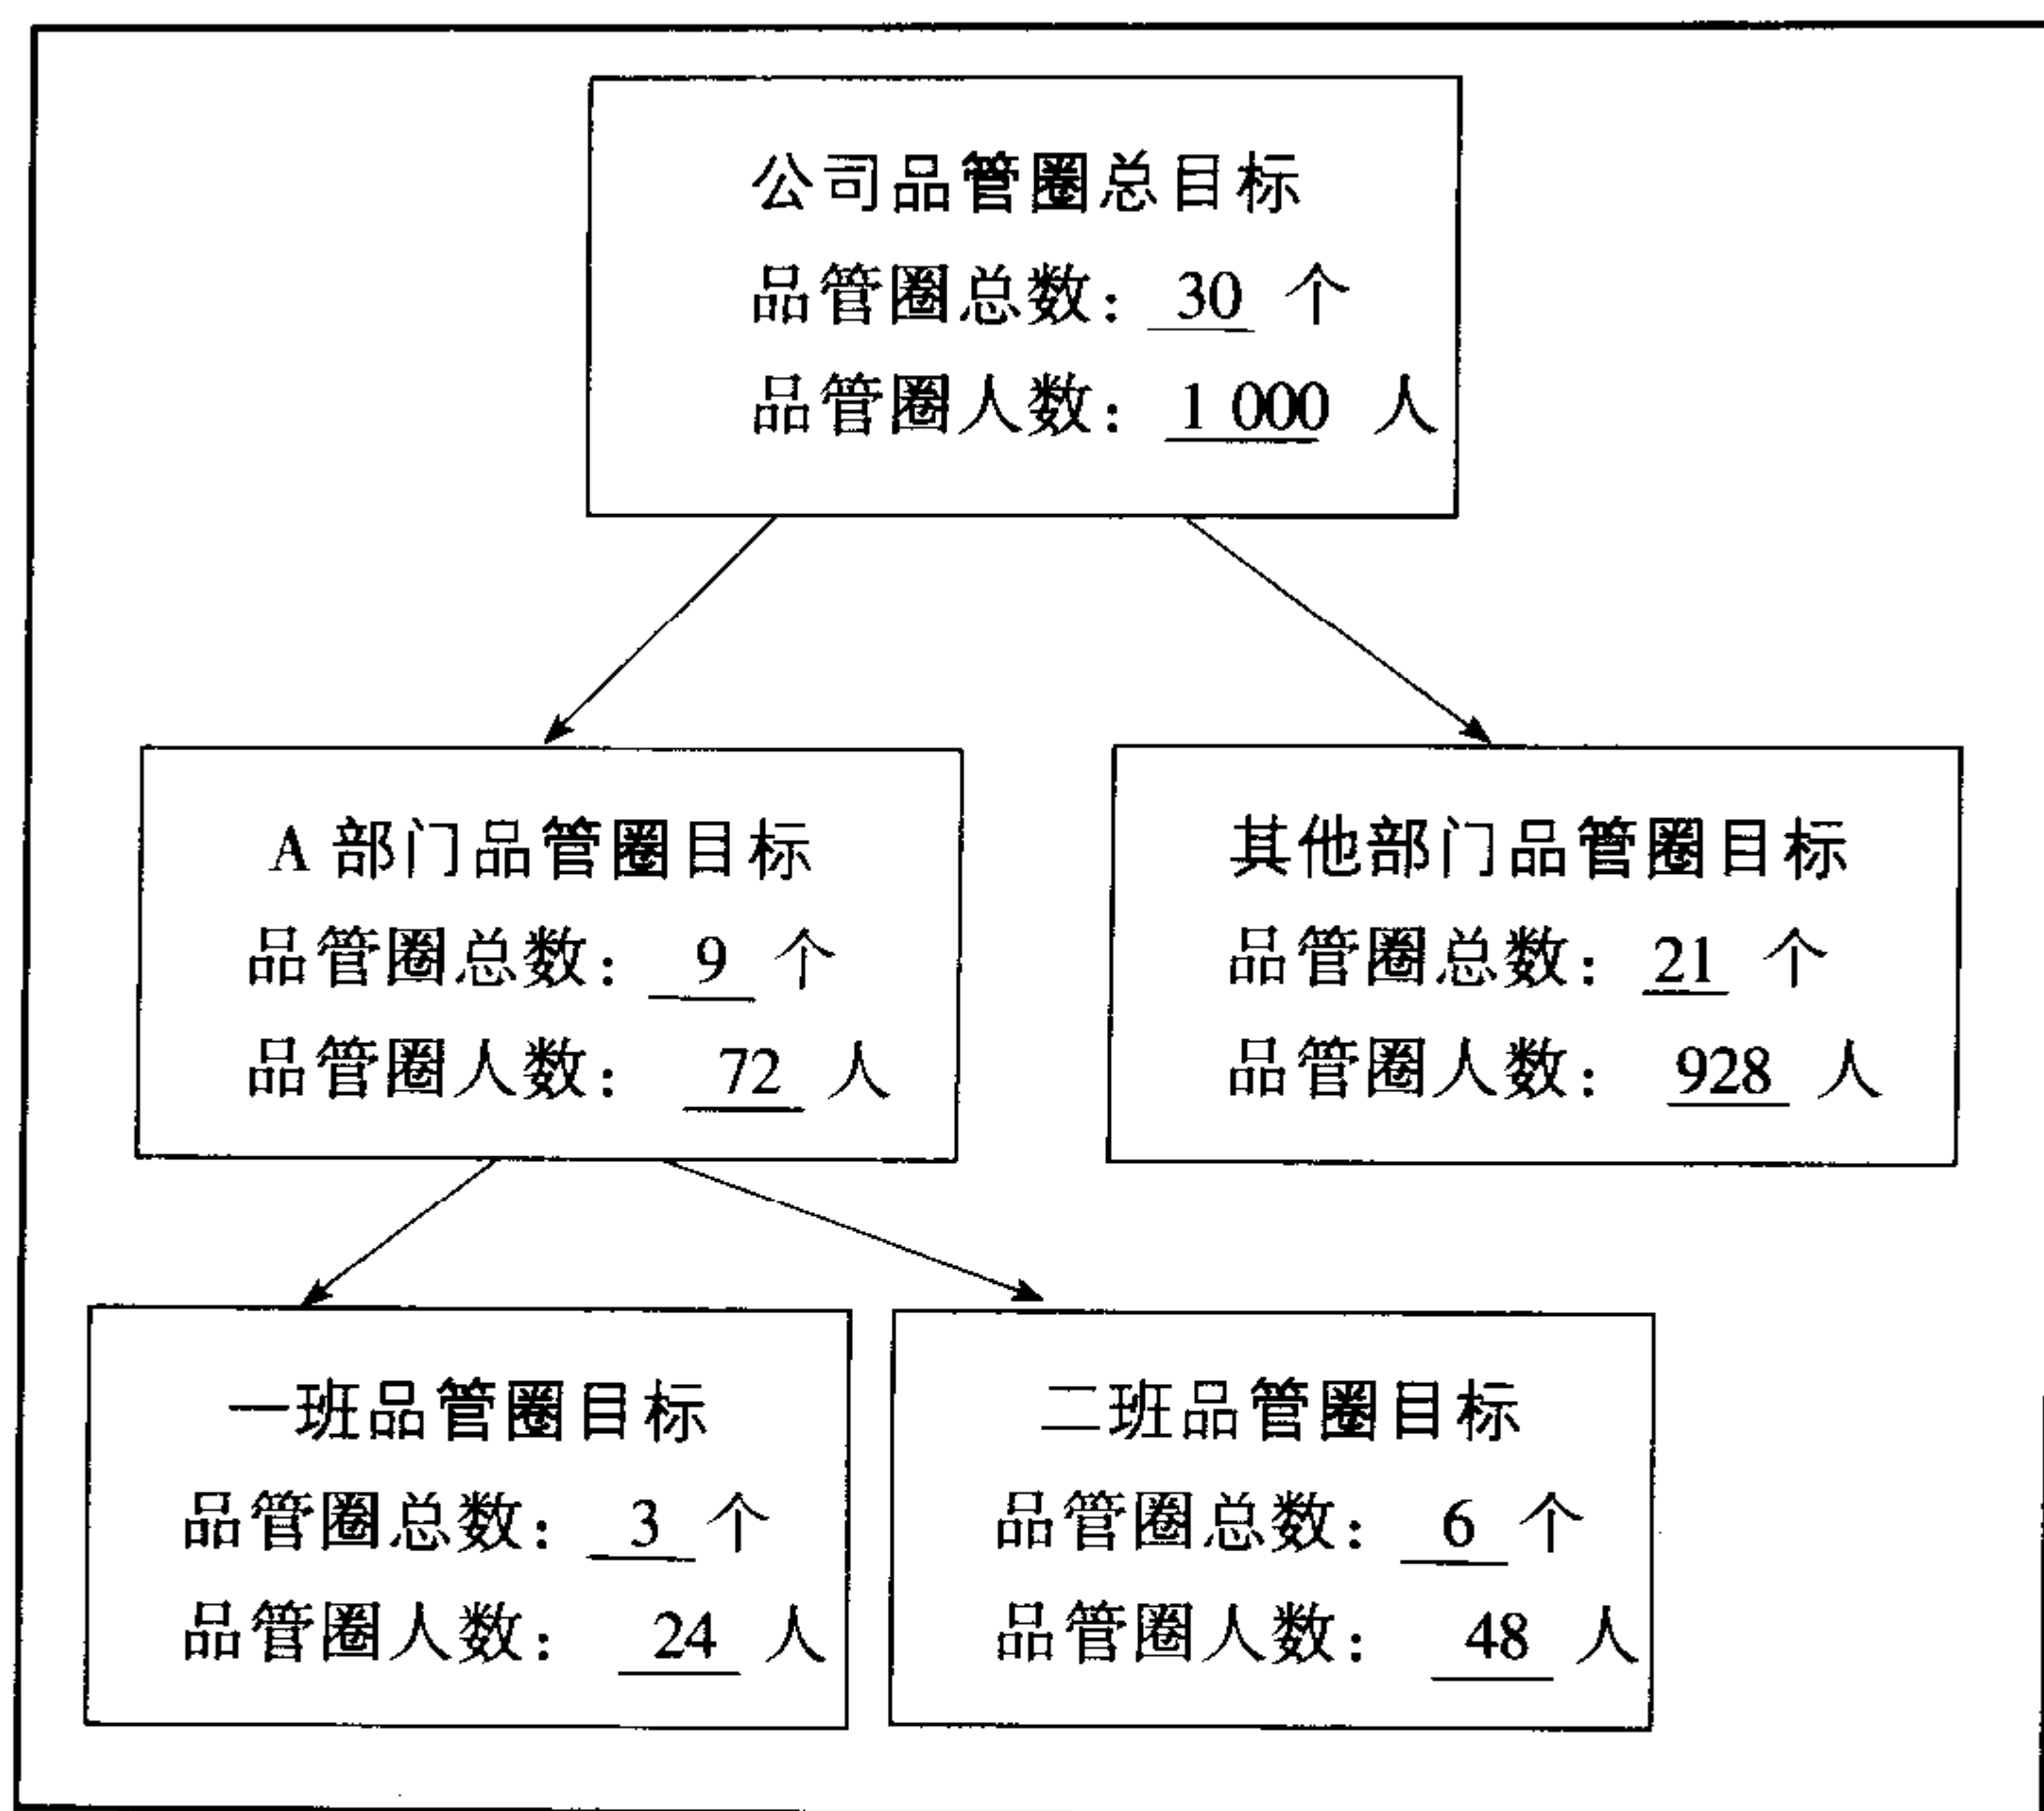 公司品管圈总目标
品管圈总数：30 个
品管圈人数：1 000 人
A 部门品管圈目标
品管圈总数：9 个
品管圈人数：72 人
其他部门品管圈目标
品管圈总数：21 个
品管圈人数：928 人
一班品管圈目标
品管圈总数：3 个
品管圈人数：24 人
二班品管圈目标
品管圈总数：6 个
品管圈人数：48 人